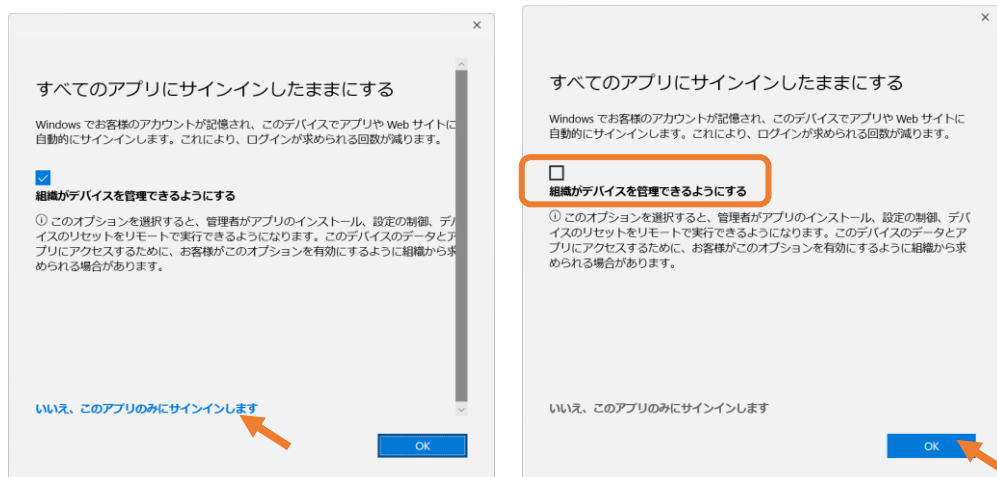 すべてのアプリにサインインしたままにする
Windows でお客様のアカウントが記憶され、このデバイスでアプリや Web サイトに
自動的にサインインします。これにより、ログインが求められる回数が減ります。
組織がデバイスを管理できるようにする
このオプションを選択すると、管理者がアプリのインストール、設定の制御、デバ
イスのリセットをリモートで実行できるようになります。このデバイスのデータとア
プリにアクセスするために、お客様がこのオプションを有効にするように組織から求
められる場合があります。
いいえ、このアプリのみにサインインします
OK
すべてのアプリにサインインしたままにする
Windows でお客様のアカウントが記憶され、このデバイスでアプリや Web サイトに
自動的にサインインします。これにより、ログインが求められる回数が減ります。
組織がデバイスを管理できるようにする
このオプションを選択すると、管理者がアプリのインストール、設定の制御、デバ
イスのリセットをリモートで実行できるようになります。このデバイスのデータとア
プリにアクセスするために、お客様がこのオプションを有効にするように組織から求
められる場合があります。
いいえ、このアプリのみにサインインします
OK